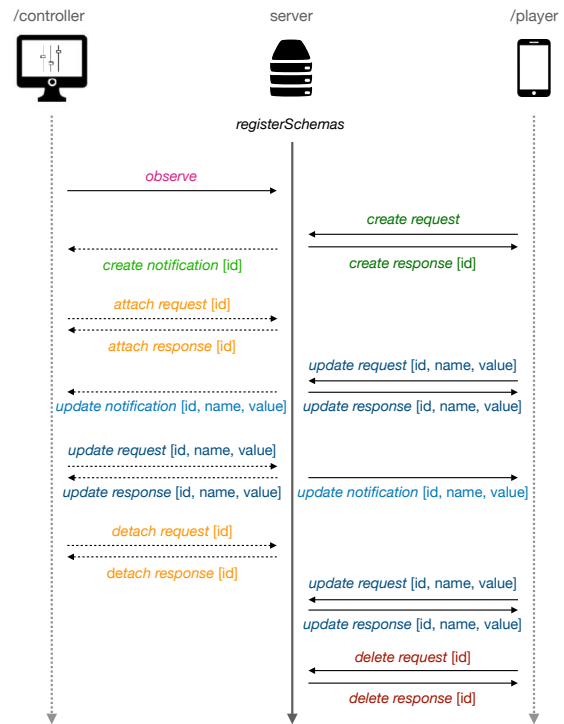 /controller
server
/player
registerSchemas
observe
create request
create notification [id]
create response [id]
attach request [id]
attach response [id]
update request [id, name, value]
update notification [id, name, value]
update response [id, name, value]
update request [id, name, value]
update response [id, name, value]
update notification [id, name, value]
detach request [id]
detach response [id]
update request [id, name, value]
update response [id, name, value]
delete request [id]
delete response [id]